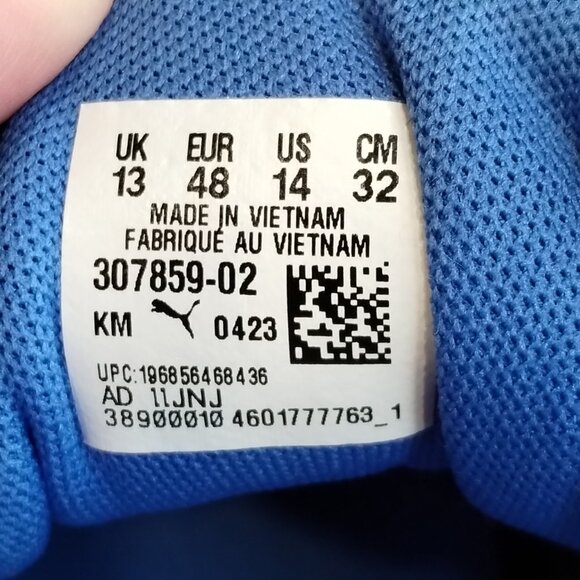 UK EUR US CM
13 48 14 32
MADE IN VIETNAM
FABRIQUÉ AU VIETNAM
307859-02
KM 0423
UPC:196856468436
AD 11JNJ
38900010 4601777763_1